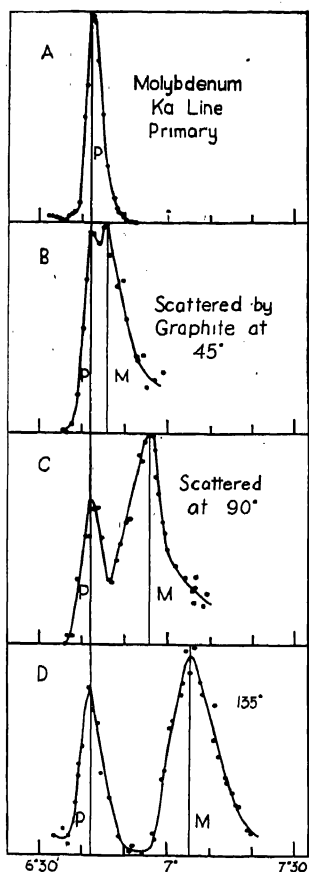 A
Molybdenum
Ka Line
Primary
P
B
Scattered by
Graphite at
45°
P
M
C
Scattered
at 90°
P
M
D
135°
P
M
6°30'
7°
7°30